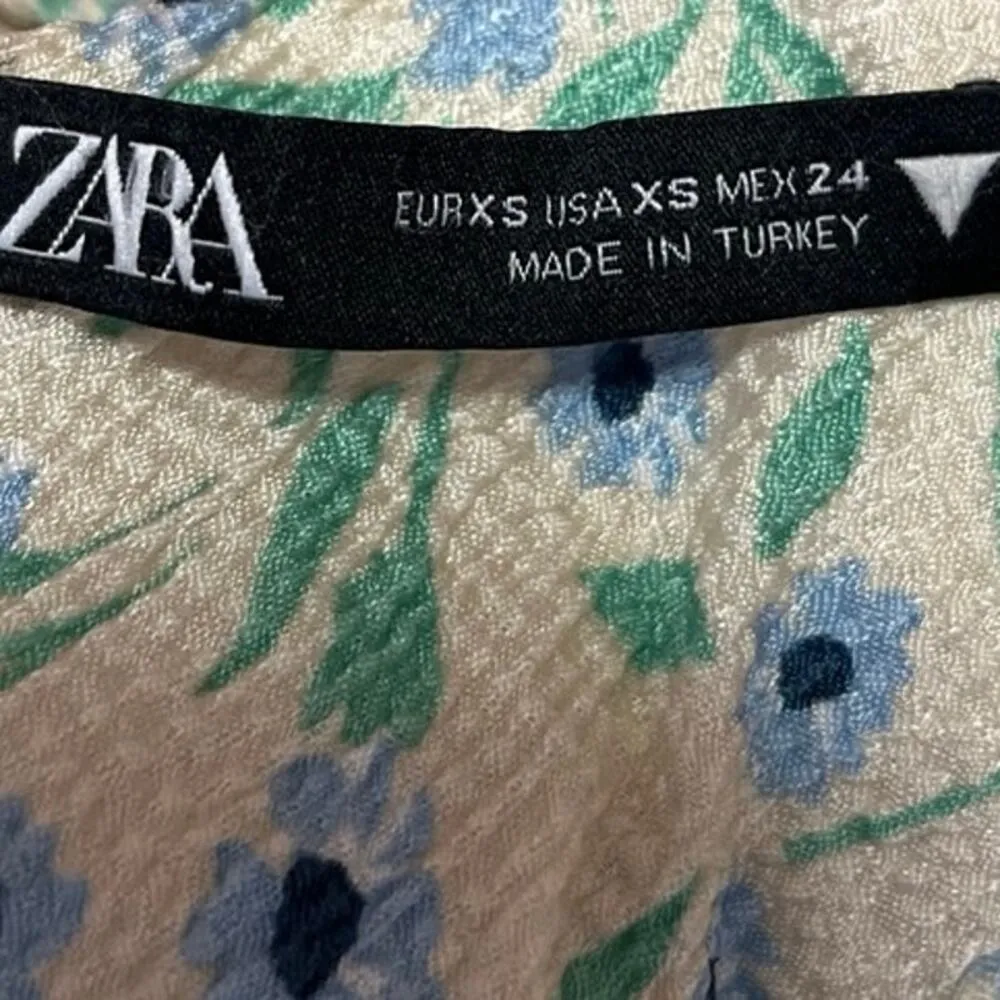 ZARA
EUR XS USA XS MEX 24
MADE IN TURKEY